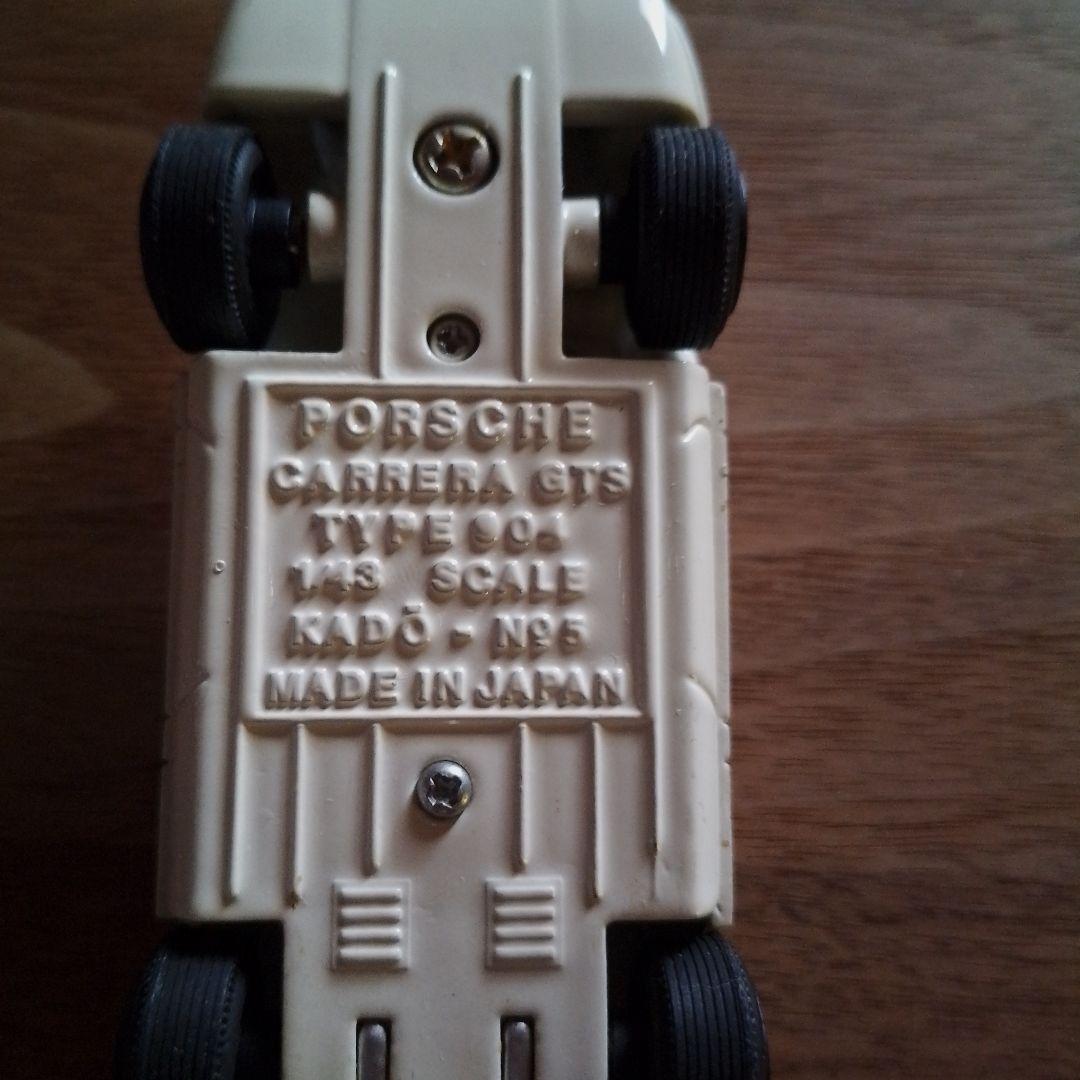 PORSCHE
CARRERA GTS
TYPE 904
1/43 SCALE
KADŌ - Nº5
MADE IN JAPAN